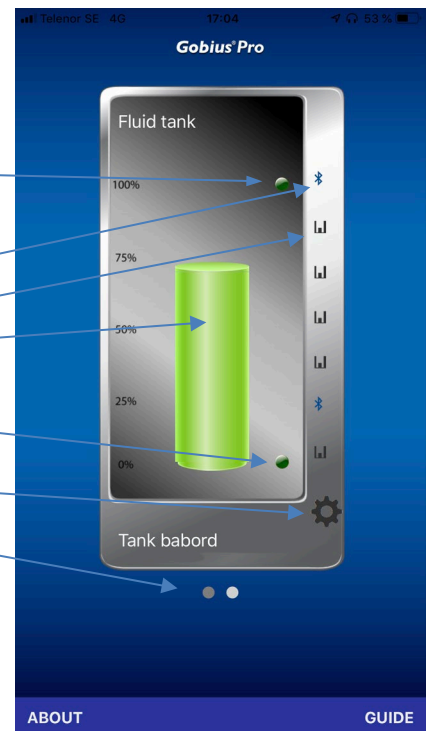 Telenor SE 4G 17:04 53 %
Gobius®Pro
Fluid tank
100%
75%
50%
25%
0%
Tank babord
ABOUT GUIDE